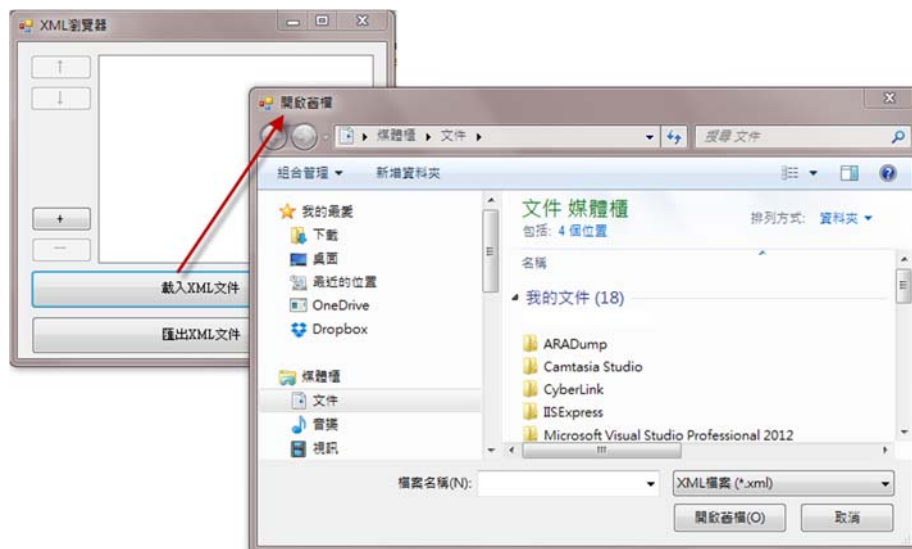 XML瀏覽器
↑
↓
+
—
載入XML文件
匯出XML文件
開啟舊檔
媒體櫃 ▸ 文件 ▸
搜尋 文件
組合管理 ▼ 新增資料夾
我的最愛
下載
桌面
最近的位置
OneDrive
Dropbox
媒體櫃
文件
音樂
視訊
文件 媒體櫃
包括: 4 個位置
排列方式: 資料夾 ▼
名稱
我的文件 (18)
ARADump
Camtasia Studio
CyberLink
IISExpress
Microsoft Visual Studio Professional 2012
檔案名稱(N):
XML檔案 (*.xml)
開啟舊檔(O)
取消